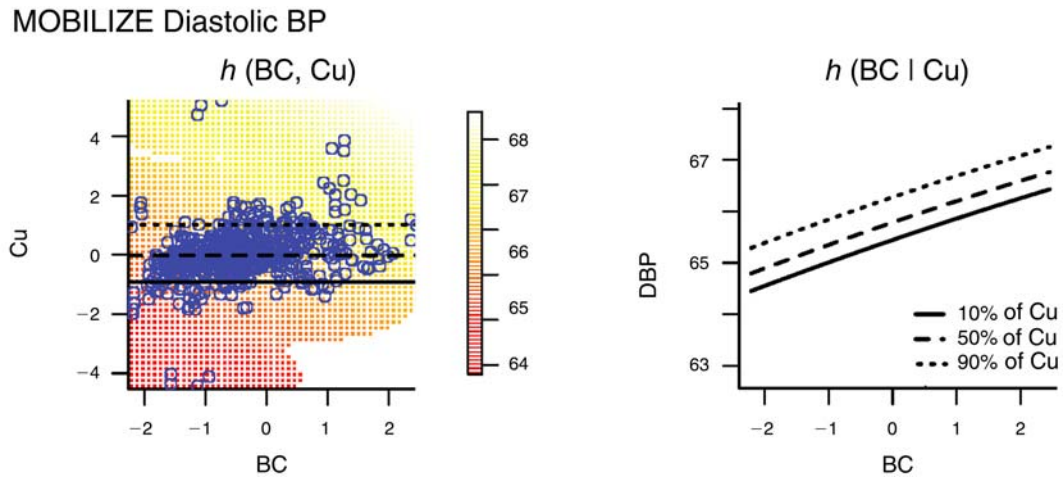 MOBILIZE Diastolic BP
h (BC, Cu)
4
2
0
−2
−4
Cu
−2
−1
0
1
2
BC
68
67
66
65
64
h (BC | Cu)
67
65
63
DBP
10% of Cu
50% of Cu
90% of Cu
−2
−1
0
1
2
BC